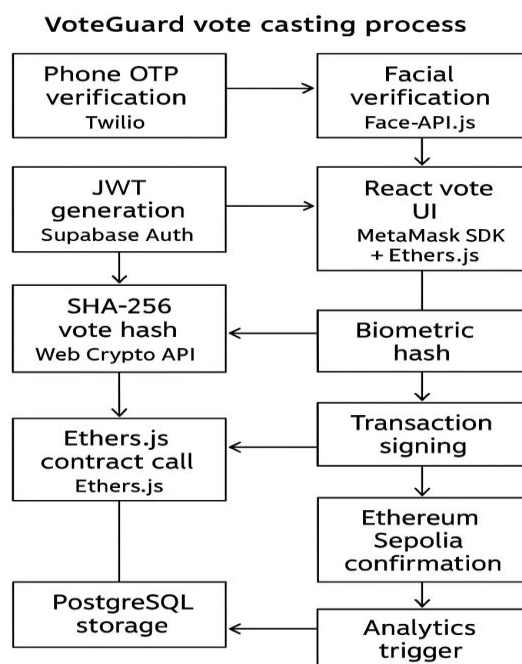 VoteGuard vote casting process
Phone OTP
verification
Twilio
Facial
verification
Face-API.js
JWT
generation
Supabase Auth
React vote
UI
MetaMask SDK
+ Ethers.js
SHA-256
vote hash
Web Crypto API
Biometric
hash
Ethers.js
contract call
Ethers.js
Transaction
signing
Ethereum
Sepolia
confirmation
PostgreSQL
storage
Analytics
trigger